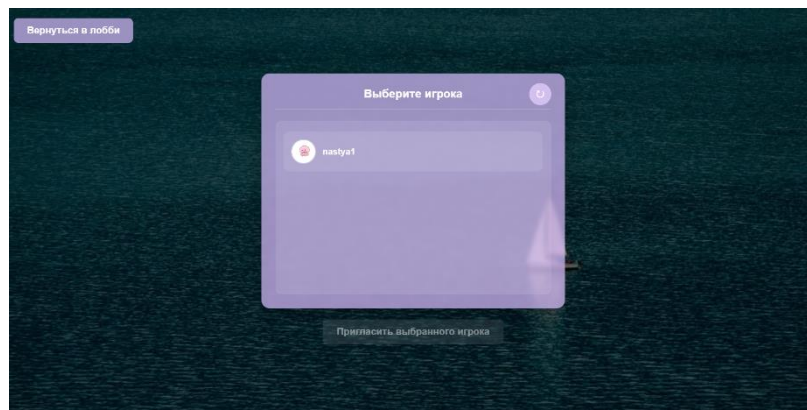 Вернуться в лобби
Выберите игрока
nastya1
Пригласить выбранного игрока